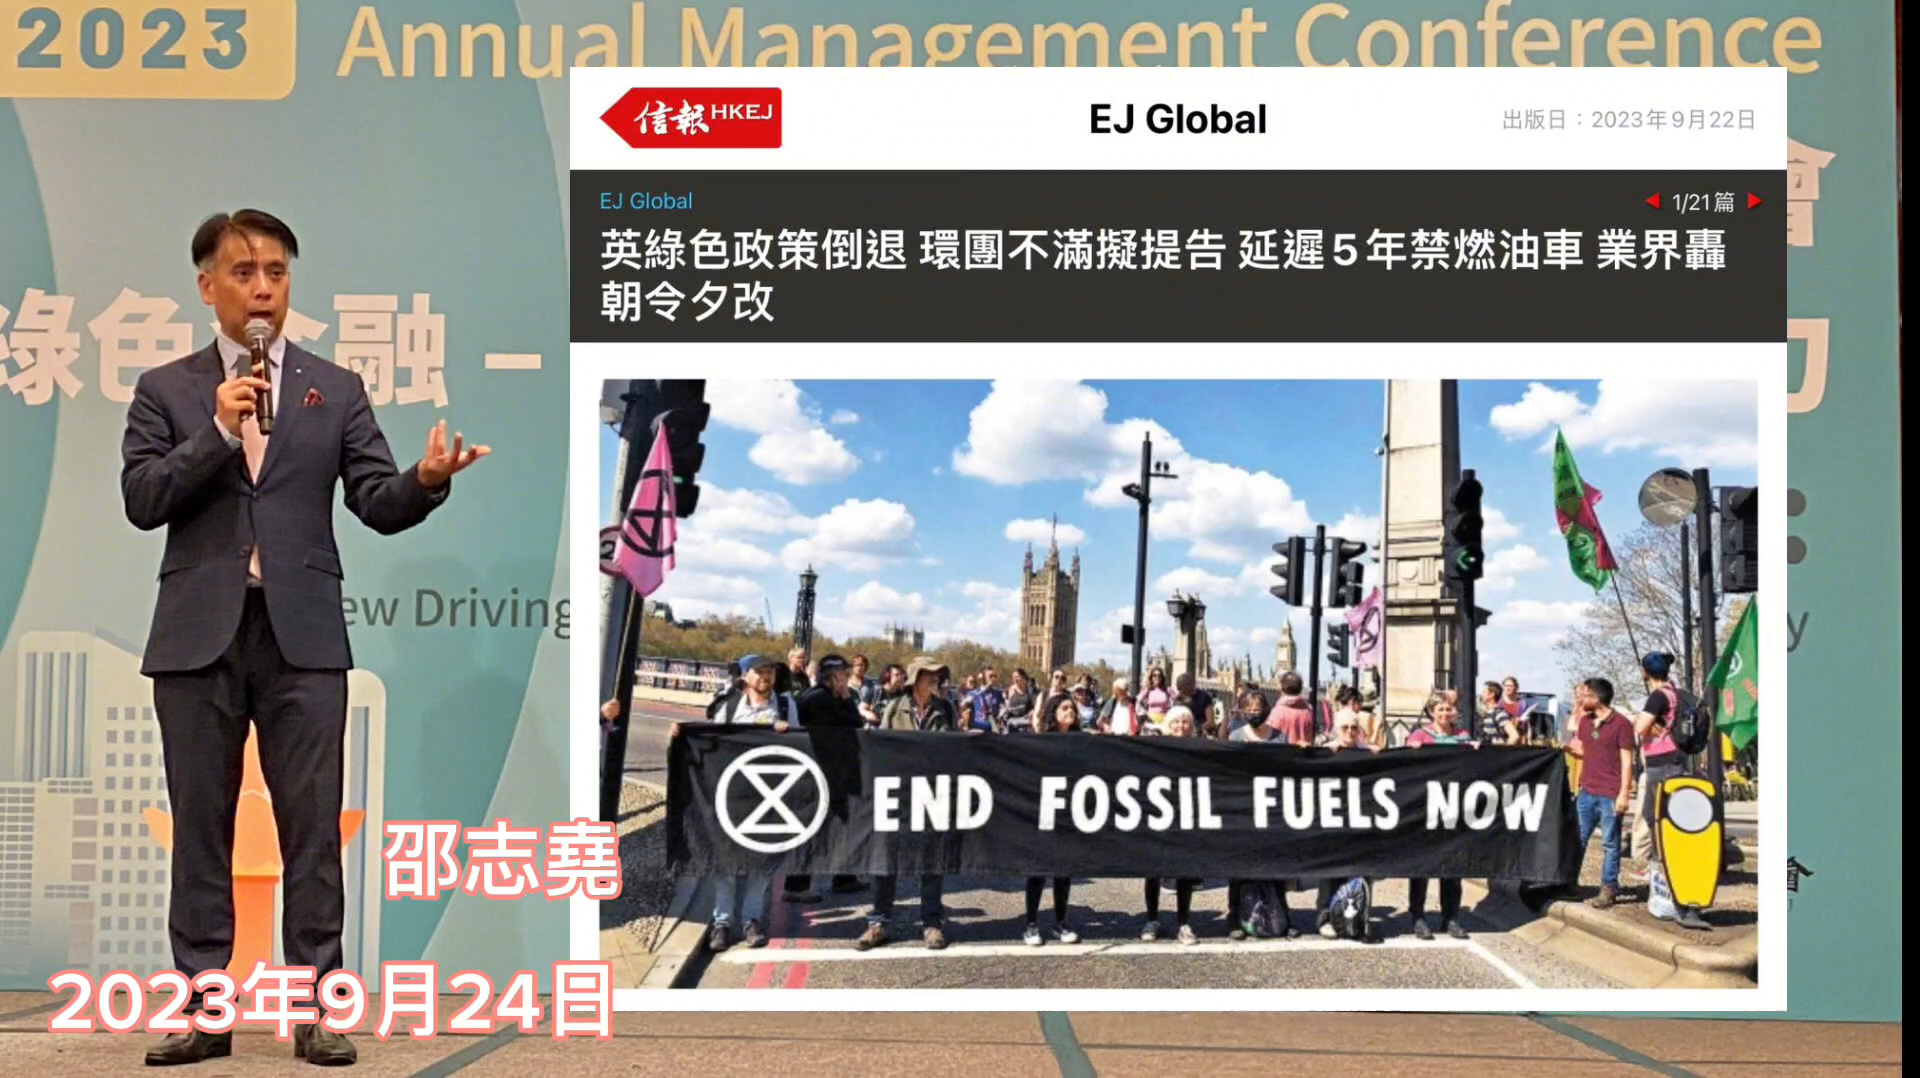 2023 Annual Management Conference
信報 HKEJ
EJ Global
出版日：2023年9月22日
EJ Global
1/21篇
英綠色政策倒退 環團不滿擬提告 延遲5年禁燃油車 業界轟
朝令夕改
綠色金融 –
ew Driving
END FOSSIL FUELS NOW
邵志堯
2023年9月24日